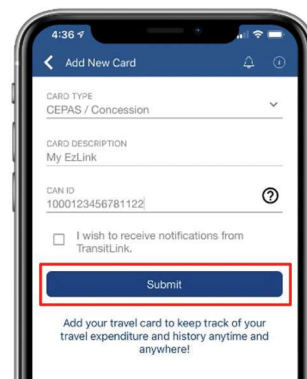 4:36
Add New Card
CARD TYPE
CEPAS / Concession
CARD DESCRIPTION
My EzLink
CAN ID
1000123456781122
?
I wish to receive notifications from
TransitLink.
Submit
Add your travel card to keep track of your
travel expenditure and history anytime and
anywhere!